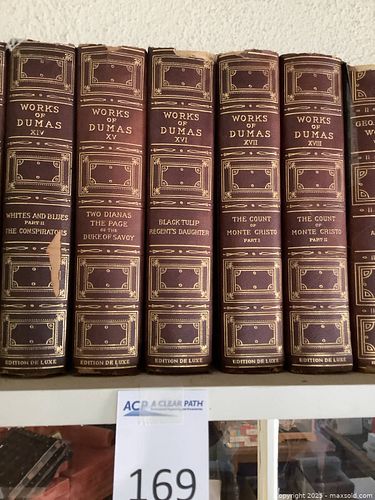 WORKS
OF
DUMAS
XIV
WHITES AND BLUES
PART II
THE CONSPIRATORS
EDITION DE LUXE
WORKS
OF
DUMAS
XV
TWO DIANAS
THE PAGE
OF THE
DUKE OF SAVOY
EDITION DE LUXE
WORKS
OF
DUMAS
XVI
BLACK TULIP
REGENT'S DAUGHTER
EDITION DE LUXE
WORKS
OF
DUMAS
XVII
THE COUNT
OF
MONTE CRISTO
PART I
EDITION DE LUXE
WORKS
OF
DUMAS
XVIII
THE COUNT
OF
MONTE CRISTO
PART II
EDITION DE LUXE
ACP A CLEAR PATH
169
copyright 2025 - maxsold.com